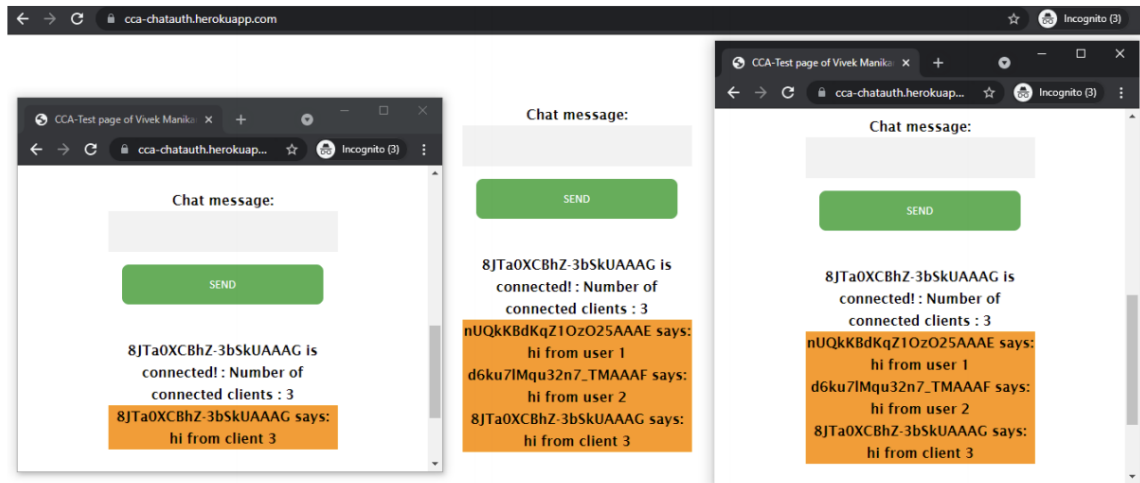 cca-chatauth.herokuapp.com
Incognito (3)
CCA-Test page of Vivek Manika
cca-chatauth.herokuap...
Incognito (3)
Chat message:
SEND
8JTa0XCBhZ-3bSkUAAAG is
connected! : Number of
connected clients : 3
8JTa0XCBhZ-3bSkUAAAG says:
hi from client 3
Chat message:
SEND
8JTa0XCBhZ-3bSkUAAAG is
connected! : Number of
connected clients : 3
nUQkKBdKqZ1OzO25AAAE says:
hi from user 1
d6ku7lMqu32n7_TMAAAF says:
hi from user 2
8JTa0XCBhZ-3bSkUAAAG says:
hi from client 3
CCA-Test page of Vivek Manika
cca-chatauth.herokuap...
Incognito (3)
Chat message:
SEND
8JTa0XCBhZ-3bSkUAAAG is
connected! : Number of
connected clients : 3
nUQkKBdKqZ1OzO25AAAE says:
hi from user 1
d6ku7lMqu32n7_TMAAAF says:
hi from user 2
8JTa0XCBhZ-3bSkUAAAG says:
hi from client 3